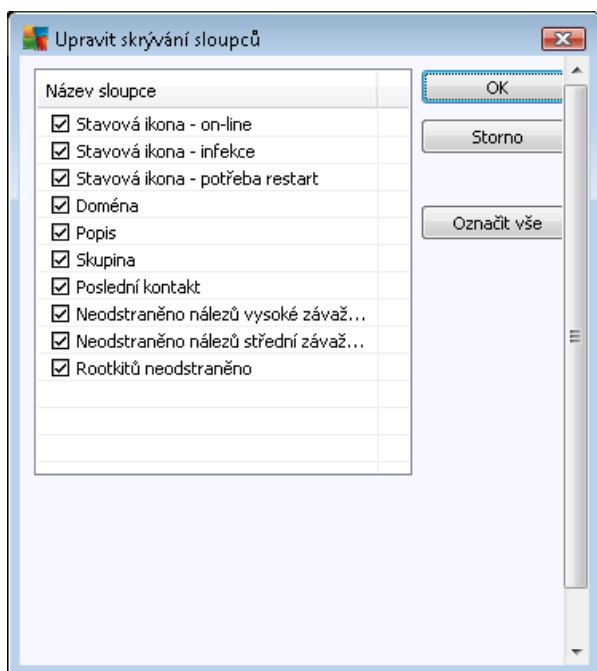 Upravit skrývání sloupců
Název sloupce
Stavová ikona - on-line
Stavová ikona - infekce
Stavová ikona - potřeba restart
Doména
Popis
Skupina
Poslední kontakt
Neodstraněno nálezů vysoké závaž...
Neodstraněno nálezů střední závaž...
Rootkitů neodstraněno
OK
Storno
Označit vše